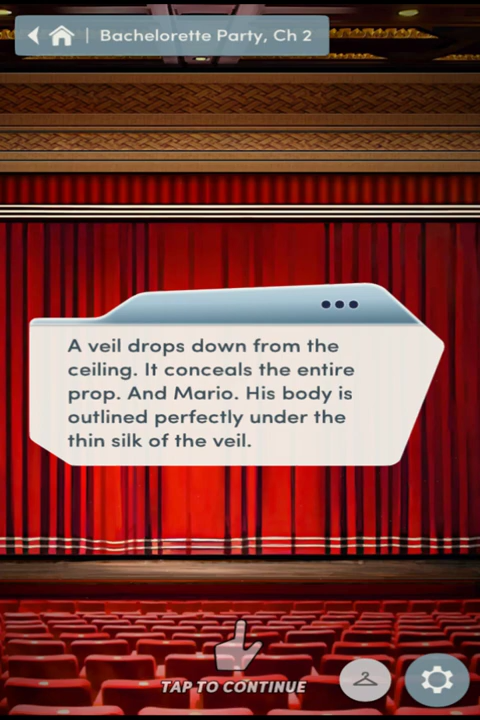 Bachelorette Party, Ch 2
A veil drops down from the
ceiling. It conceals the entire
prop. And Mario. His body is
outlined perfectly under the
thin silk of the veil.
TAP TO CONTINUE